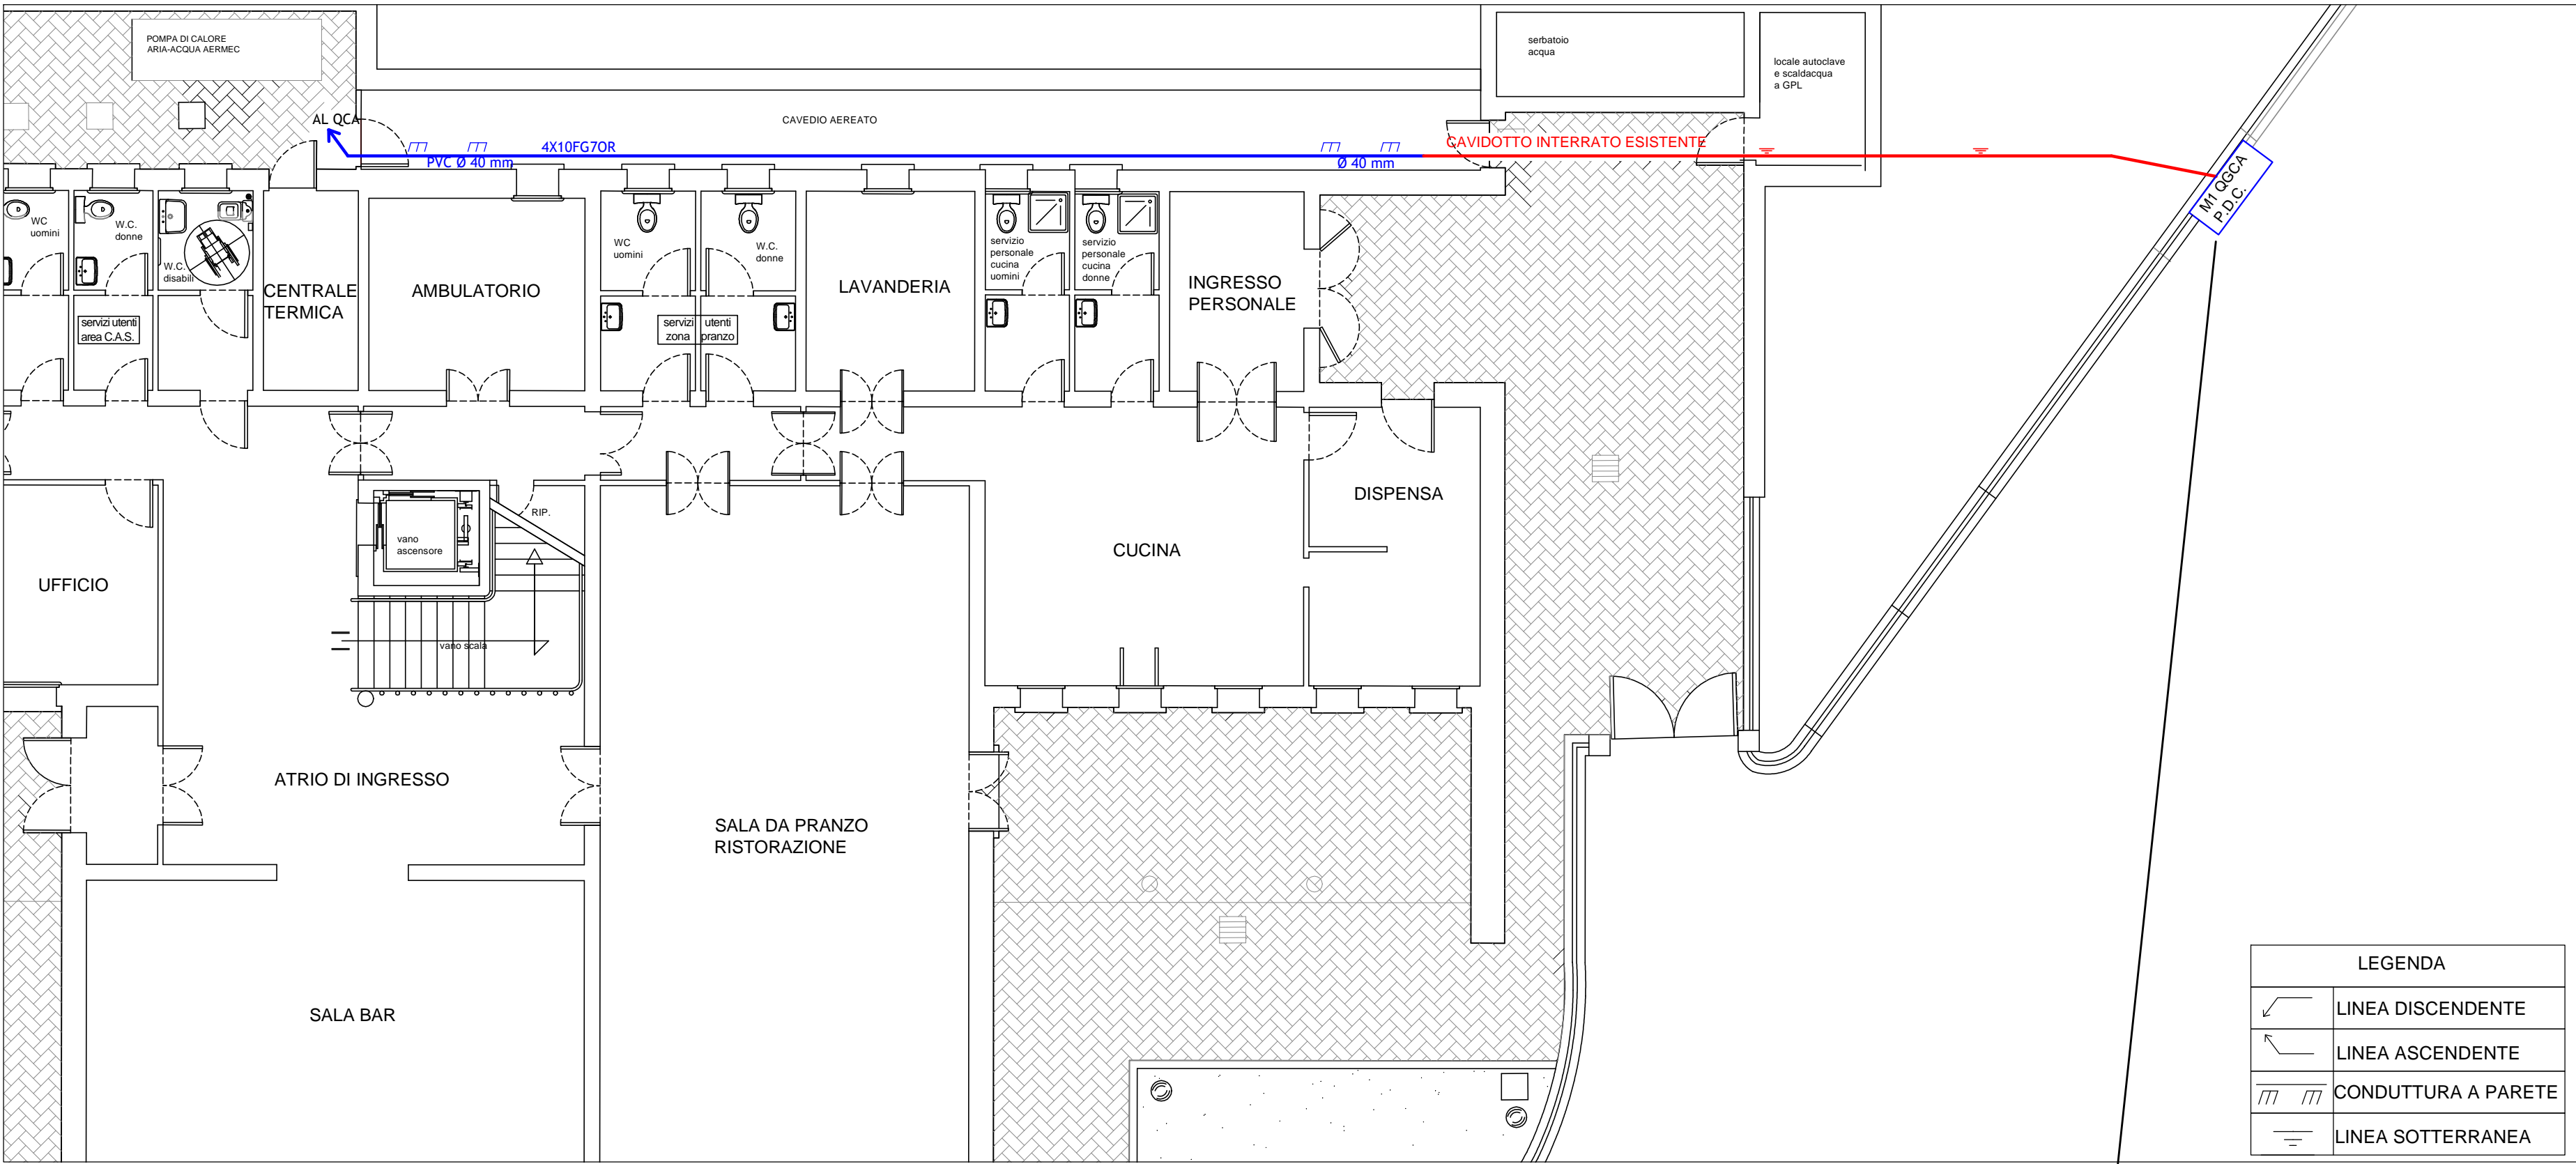 POMPA DI CALORE
ARIA-ACQUA AERMEC
serbatoio
acqua
locale autoclave
e scaldacqua
a GPL
AL QCA
CAVEDIO AEREATO
4X10FG7OR
PVC Ø 40 mm
Ø 40 mm
CAVIDOTTO INTERRATO ESISTENTE
M1 QGCA
P.D.C.
WC
uomini
W.C.
donne
W.C.
disabili
servizi utenti
area C.A.S.
CENTRALE
TERMICA
AMBULATORIO
WC
uomini
W.C.
donne
servizi utenti
zona pranzo
LAVANDERIA
servizio
personale
cucina
uomini
servizio
personale
cucina
donne
INGRESSO
PERSONALE
UFFICIO
vano
ascensore
RIP.
vano scala
CUCINA
DISPENSA
ATRIO DI INGRESSO
SALA DA PRANZO
RISTORAZIONE
SALA BAR
LEGENDA
LINEA DISCENDENTE
LINEA ASCENDENTE
CONDUTTURA A PARETE
LINEA SOTTERRANEA